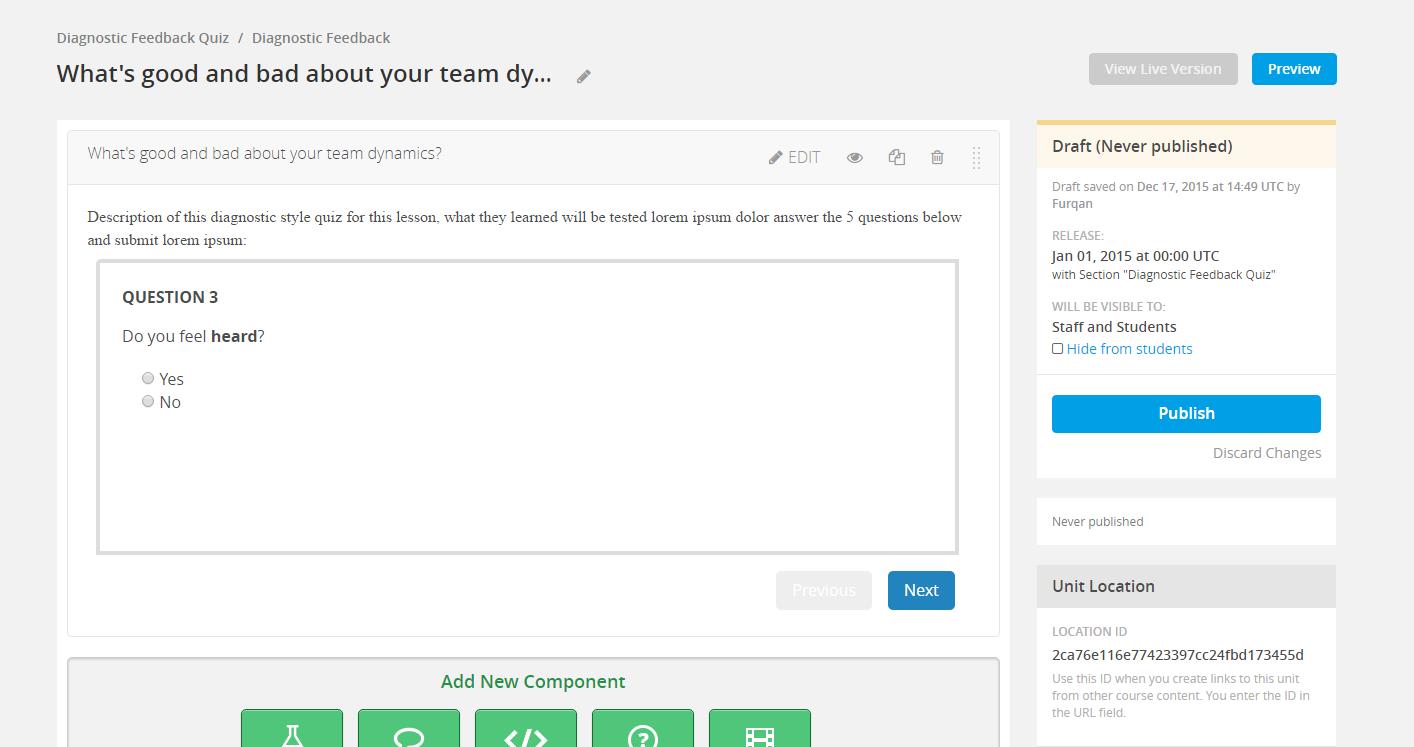 Diagnostic Feedback Quiz / Diagnostic Feedback
What's good and bad about your team dy...
View Live Version
Preview
What's good and bad about your team dynamics?
EDIT
Description of this diagnostic style quiz for this lesson, what they learned will be tested lorem ipsum dolor answer the 5 questions below
and submit lorem ipsum:
QUESTION 3
Do you feel heard?
Yes
No
Previous
Next
Add New Component
Draft (Never published)
Draft saved on Dec 17, 2015 at 14:49 UTC by
Furqan
RELEASE:
Jan 01, 2015 at 00:00 UTC
with Section "Diagnostic Feedback Quiz"
WILL BE VISIBLE TO:
Staff and Students
Hide from students
Publish
Discard Changes
Never published
Unit Location
LOCATION ID
2ca76e116e77423397cc24fbd173455d
Use this ID when you create links to this unit
from other course content. You enter the ID in
the URL field.